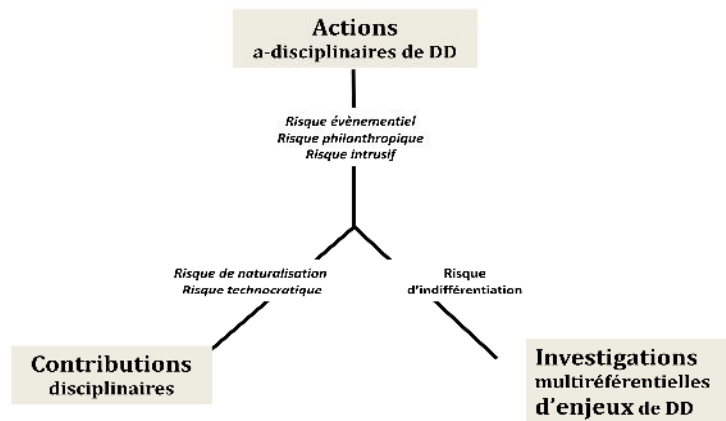 Actions
a-disciplinaires de DD
Risque évènementiel
Risque philanthropique
Risque intrusif
Risque de naturalisation
Risque technocratique
Risque
d'indifférentiation
Contributions
disciplinaires
Investigations
multiréférentielles
d'enjeux de DD